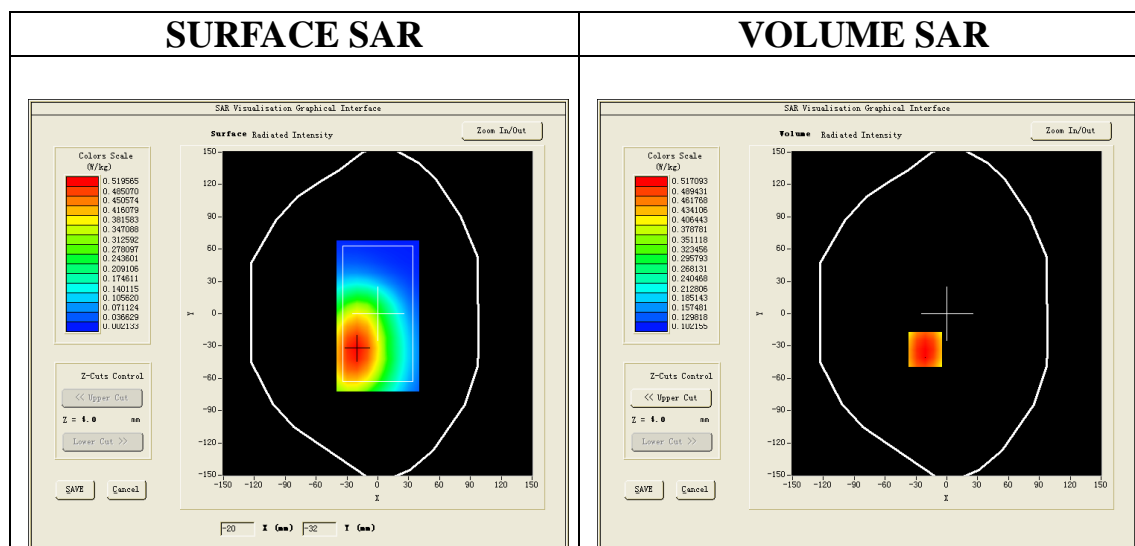 SURFACE SAR
VOLUME SAR
SAR Visualisation Graphical Interface
Surface Radiated Intensity
Zoom In/Out
Colors Scale
(W/kg)
0.519565
0.485070
0.450574
0.416079
0.381583
0.347088
0.312592
0.278097
0.243601
0.209106
0.174611
0.140115
0.105620
0.071124
0.036629
0.002133
Z-Cuts Control
<< Upper Cut
Z = 4.0 mm
Lower Cut >>
SAVE Cancel
150
120
90
60
30
0
-30
-60
-90
-120
-150
Y
-150 -120 -90 -60 -30 0 30 60 90 120 150
X
-20 X (mm) -32 Y (mm)
SAR Visualisation Graphical Interface
Volume Radiated Intensity
Zoom In/Out
Colors Scale
(W/kg)
0.517093
0.489431
0.461768
0.434106
0.406443
0.378781
0.351118
0.323456
0.295793
0.268131
0.240468
0.212806
0.185143
0.157481
0.129818
0.102155
Z-Cuts Control
<< Upper Cut
Z = 4.0 mm
Lower Cut >>
SAVE Cancel
150
120
90
60
30
0
-30
-60
-90
-120
-150
Y
-150 -120 -90 -60 -30 0 30 60 90 120 150
X